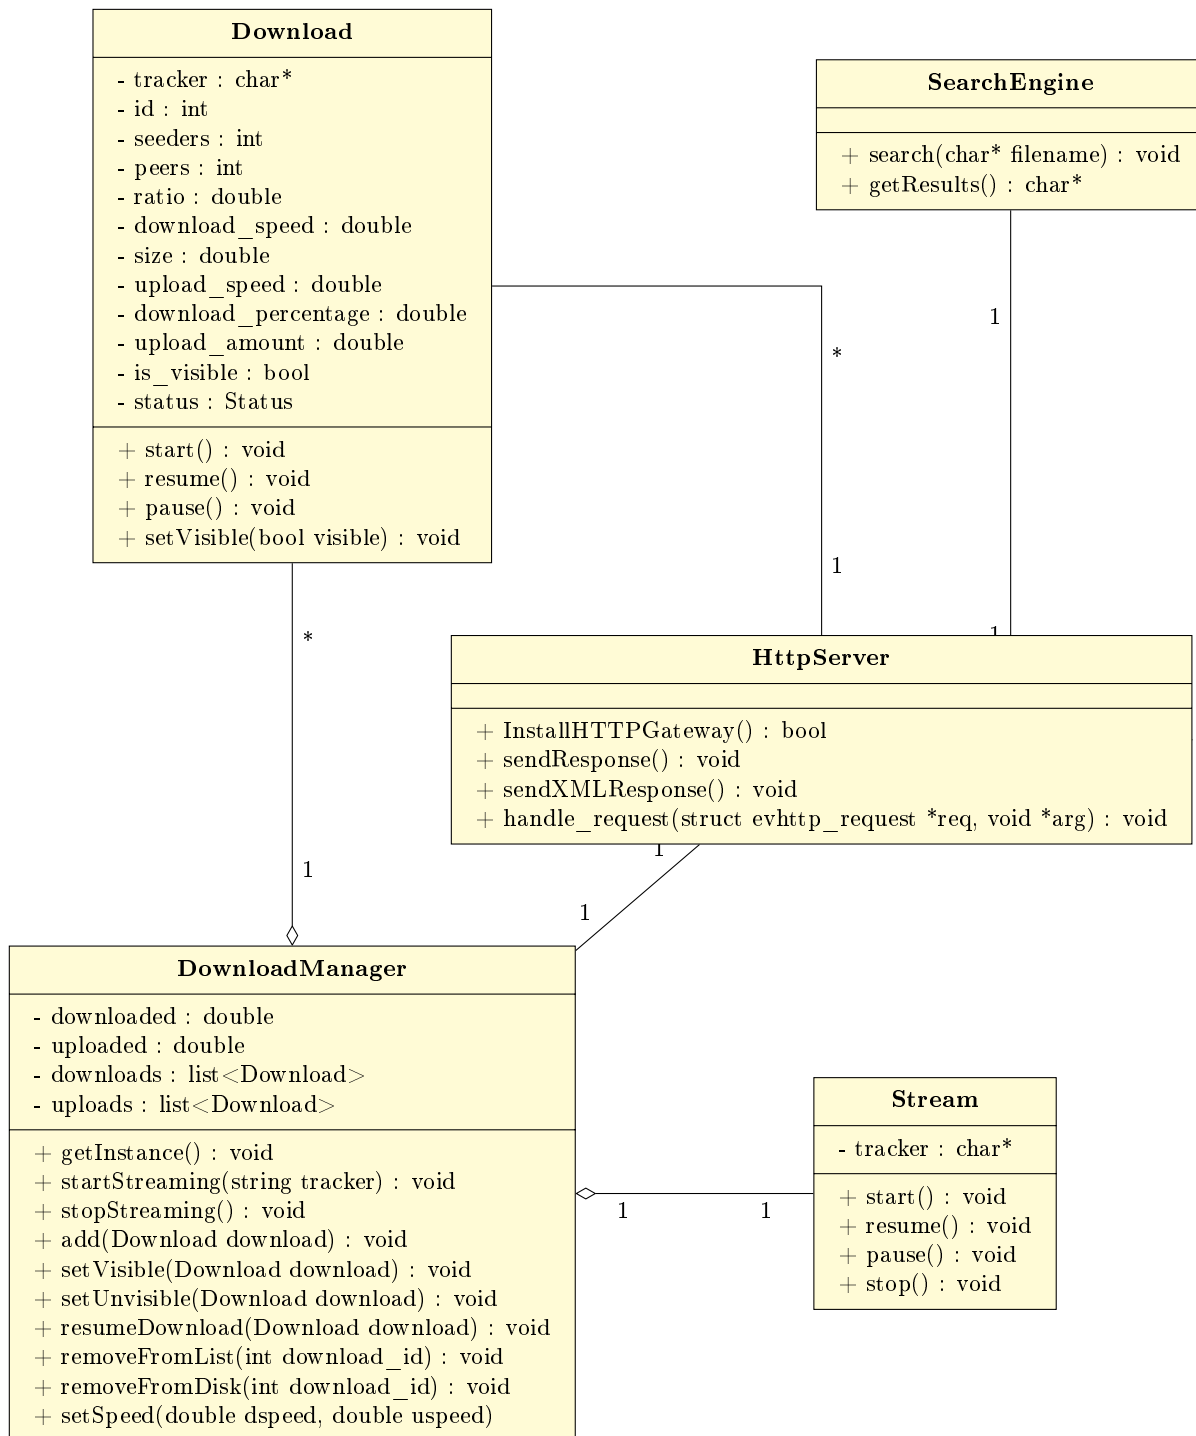 Download
- tracker : char*
- id : int
- seeders : int
- peers : int
- ratio : double
- download_speed : double
- size : double
- upload_speed : double
- download_percentage : double
- upload_amount : double
- is_visible : bool
- status : Status
+ start() : void
+ resume() : void
+ pause() : void
+ setVisible(bool visible) : void
SearchEngine
+ search(char* filename) : void
+ getResults() : char*
1
*
1
1
*
HttpServer
+ InstallHTTPGateway() : bool
+ sendResponse() : void
+ sendXMLResponse() : void
+ handle_request(struct evhttp_request *req, void *arg) : void
1
1
1
DownloadManager
- downloaded : double
- uploaded : double
- downloads : list<Download>
- uploads : list<Download>
+ getInstance() : void
+ startStreaming(string tracker) : void
+ stopStreaming() : void
+ add(Download download) : void
+ setVisible(Download download) : void
+ setUnvisible(Download download) : void
+ resumeDownload(Download download) : void
+ removeFromList(int download_id) : void
+ removeFromDisk(int download_id) : void
+ setSpeed(double dspeed, double uspeed)
1
1
Stream
- tracker : char*
+ start() : void
+ resume() : void
+ pause() : void
+ stop() : void